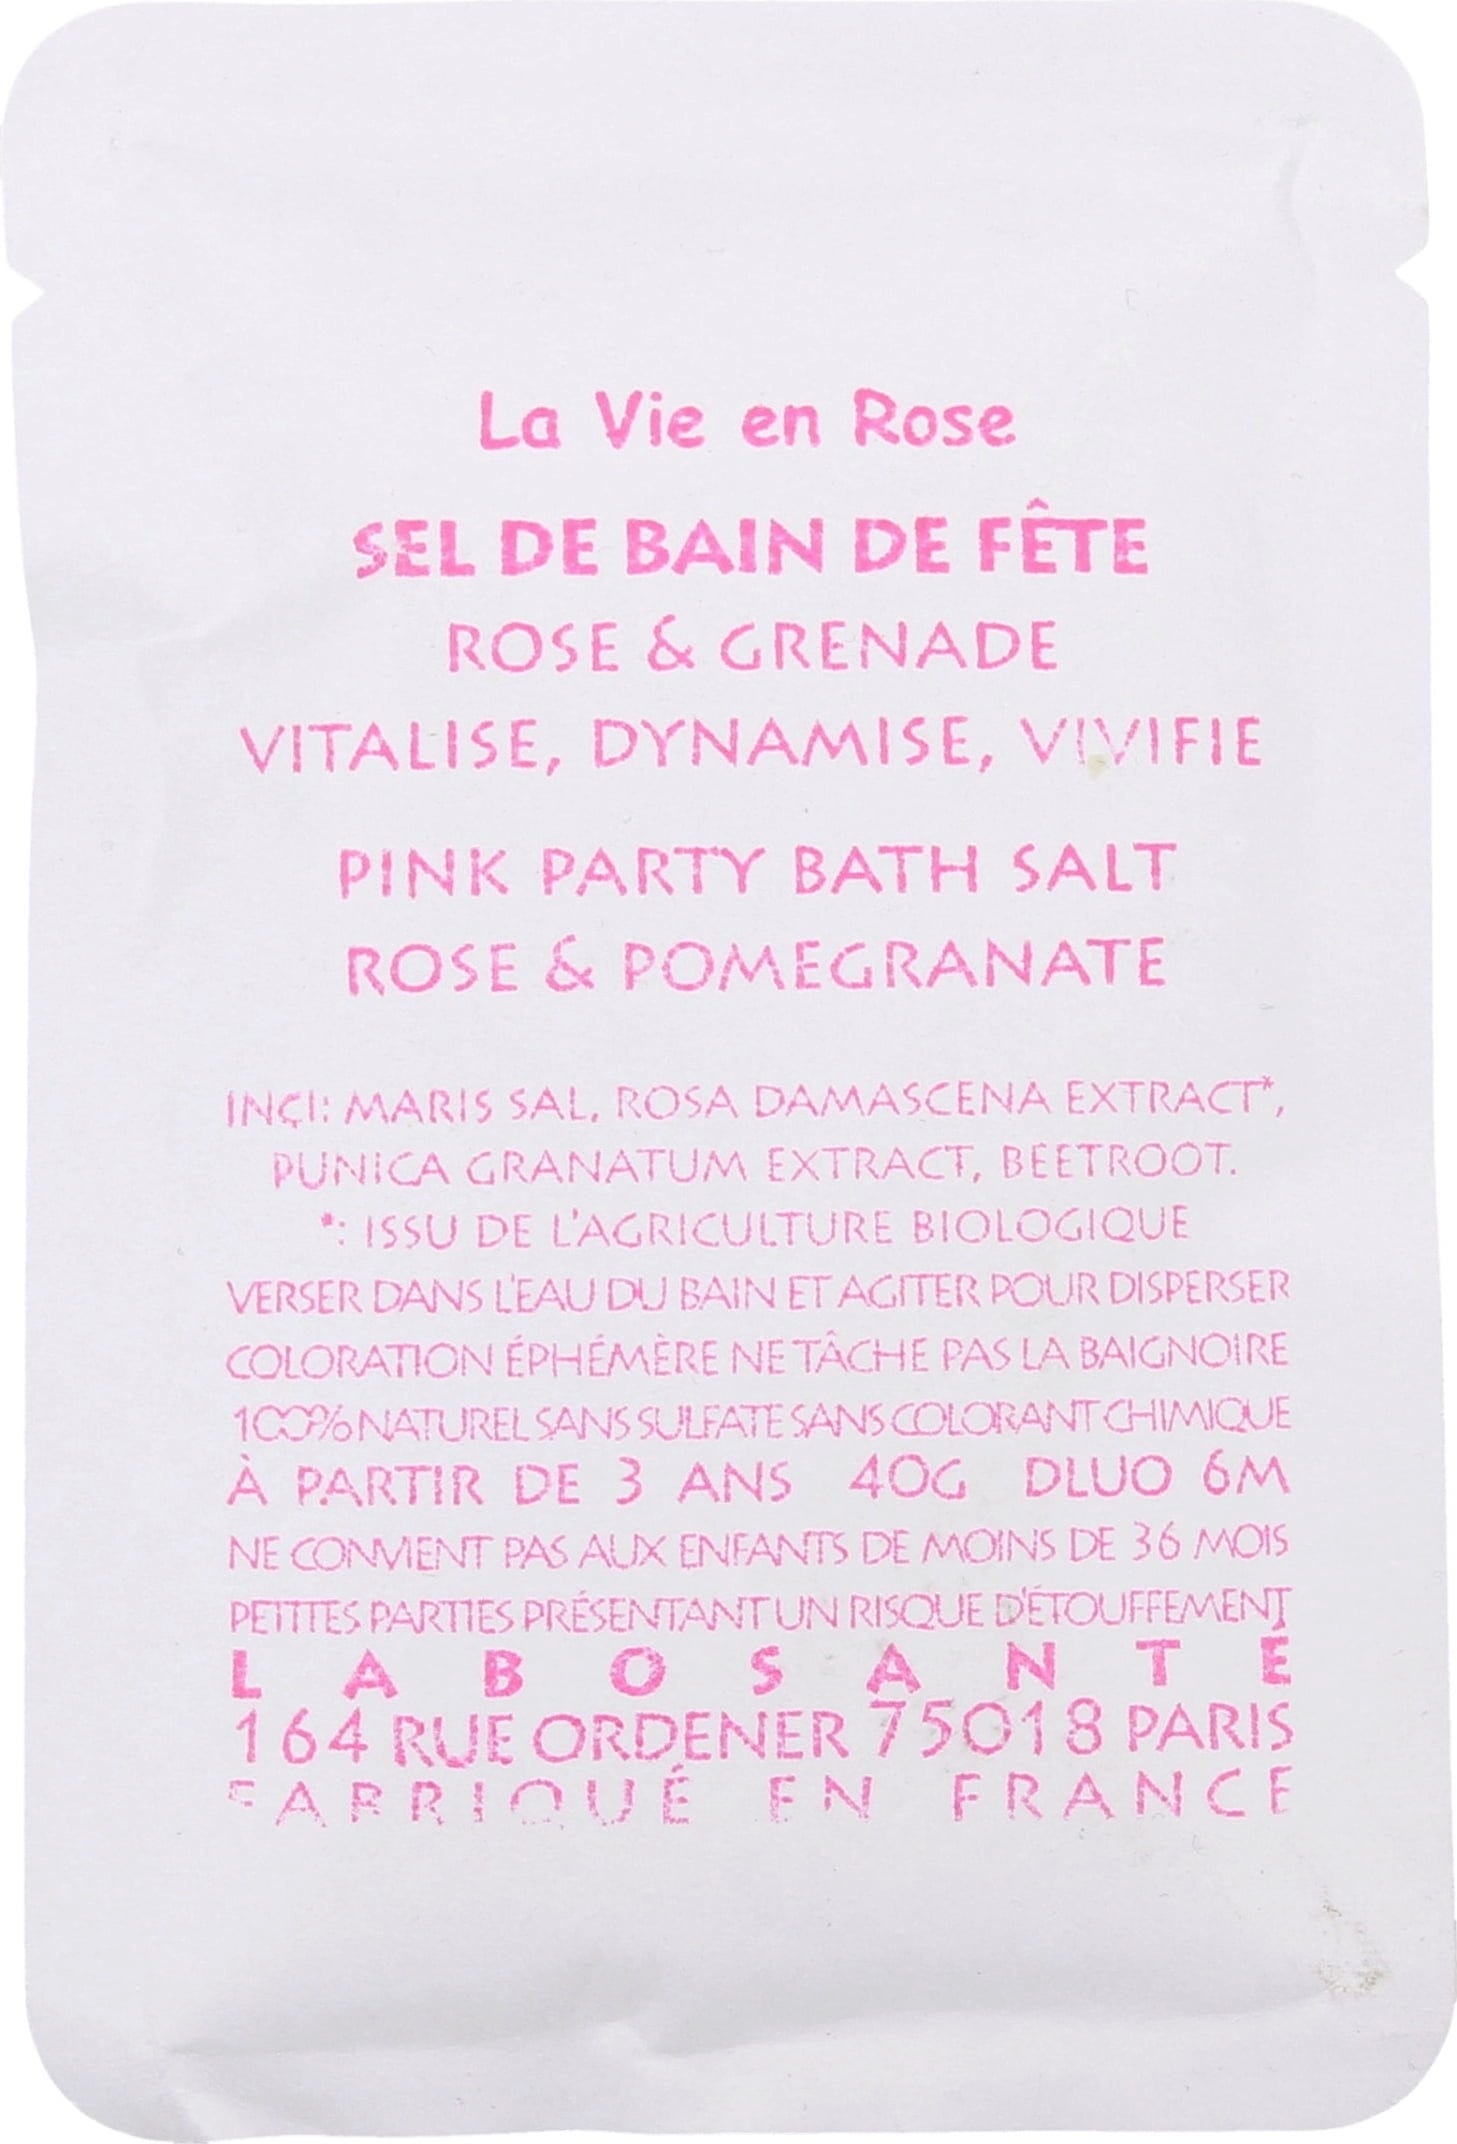 La Vie en Rose
SEL DE BAIN DE FÊTE
ROSE & GRENADE
VITALISE, DYNAMISE, VIVIFIE
PINK PARTY BATH SALT
ROSE & POMEGRANATE
INÇI: MARIS SAL, ROSA DAMASCENA EXTRACT*,
PUNICA GRANATUM EXTRACT, BEETROOT.
*: ISSU DE L'AGRICULTURE BIOLOGIQUE
VERSER DANS L'EAU DU BAIN ET AGITER POUR DISPERSER
COLORATION ÉPHÉMÈRE NE TÂCHE PAS LA BAIGNOIRE
100% NATUREL SANS SULFATE SANS COLORANT CHIMIQUE
À PARTIR DE 3 ANS 40G DLUO 6M
NE CONVIENT PAS AUX ENFANTS DE MOINS DE 36 MOIS
PETITES PARTIES PRÉSENTANT UN RISQUE D'ÉTOUFFEMENT
LABOSANTÉ
164 RUE ORDENER 75018 PARIS
FABRIQUÉ EN FRANCE